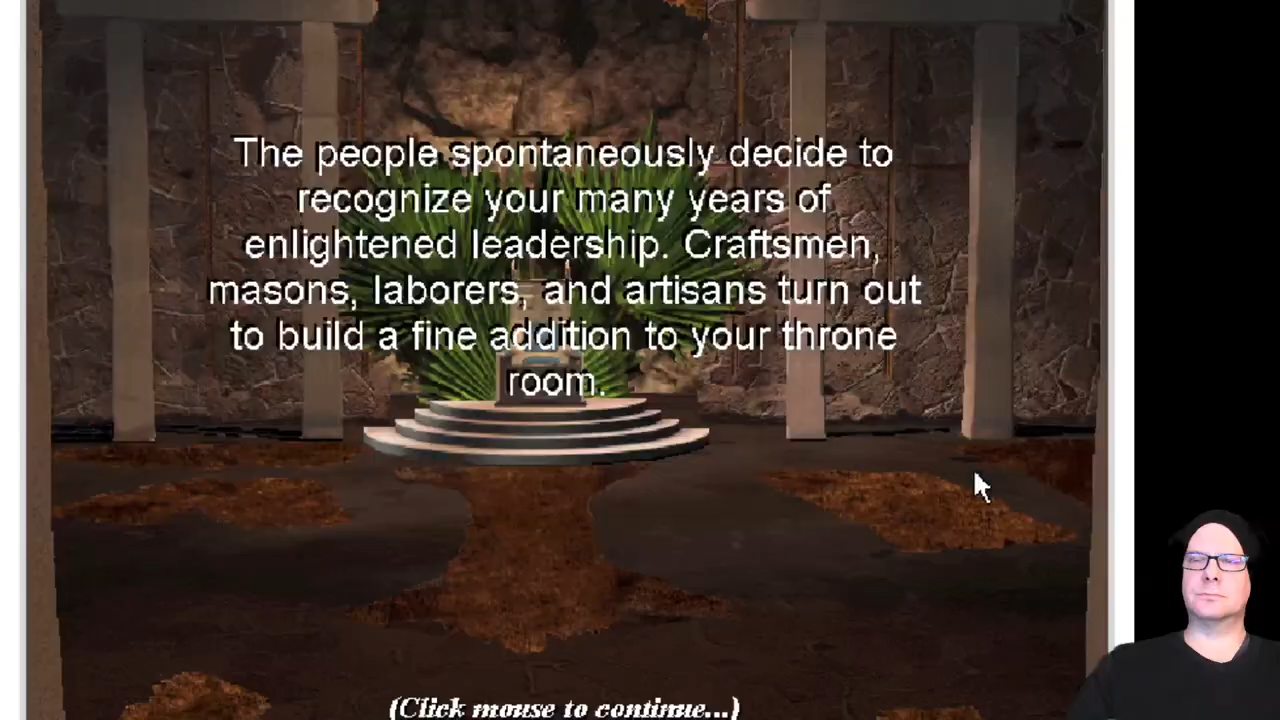 The people spontaneously decide to
recognize your many years of
enlightened leadership. Craftsmen,
masons, laborers, and artisans turn out
to build a fine addition to your throne
room.
(Click mouse to continue...)